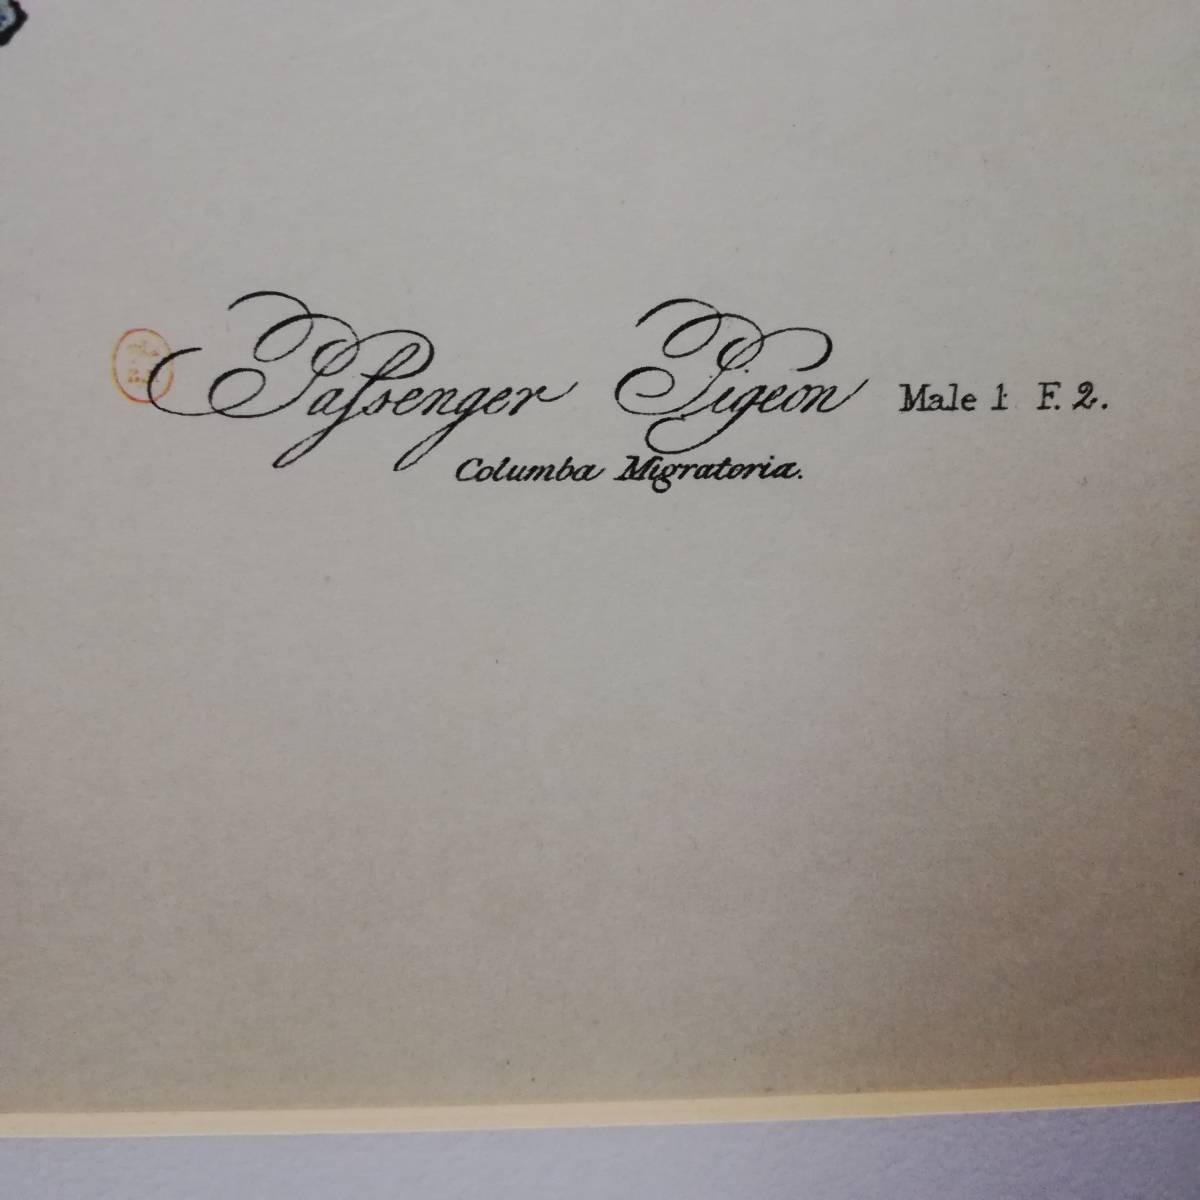 Paſsenger Pigeon Male 1 F. 2.
Columba Migratoria.